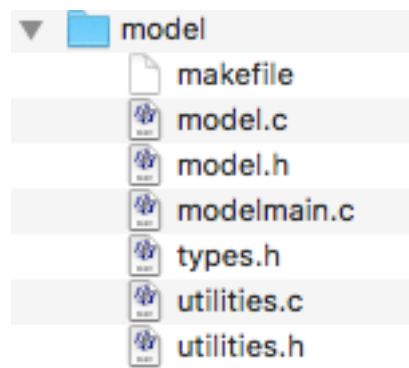 model
makefile
model.c
model.h
modelmain.c
types.h
utilities.c
utilities.h